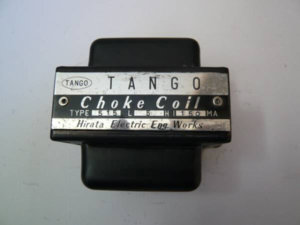 TANGO TANGO
Choke Coil
TYPE S15 L 5 H 150 MA
Hirata Electric Eng Works